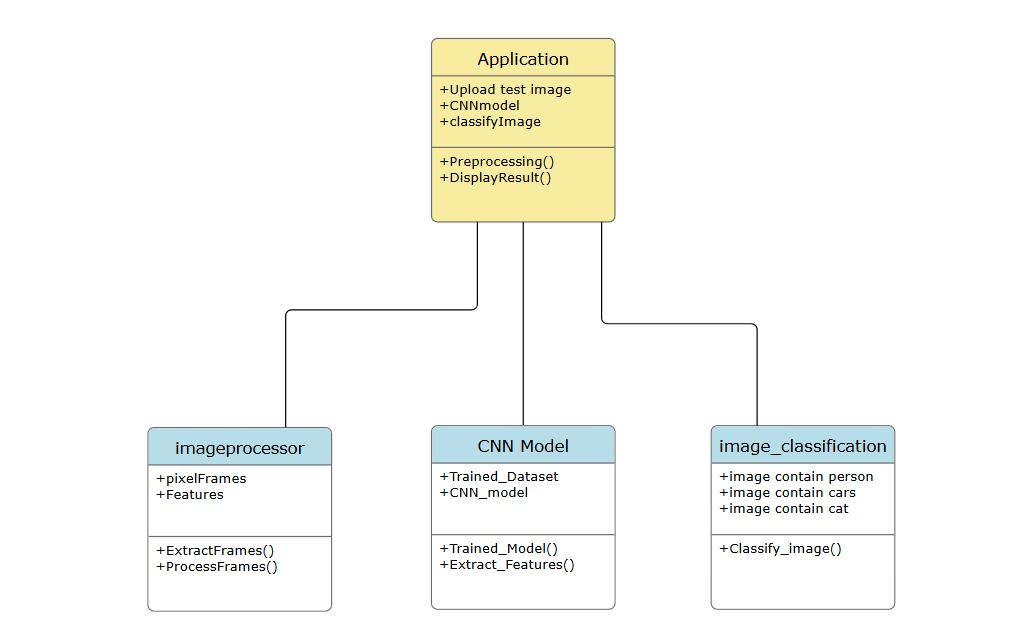 Application
+Upload test image
+CNNmodel
+classifyImage
+Preprocessing()
+DisplayResult()
imageprocessor
+pixelFrames
+Features
+ExtractFrames()
+ProcessFrames()
CNN Model
+Trained_Dataset
+CNN_model
+Trained_Model()
+Extract_Features()
image_classification
+image contain person
+image contain cars
+image contain cat
+Classify_image()